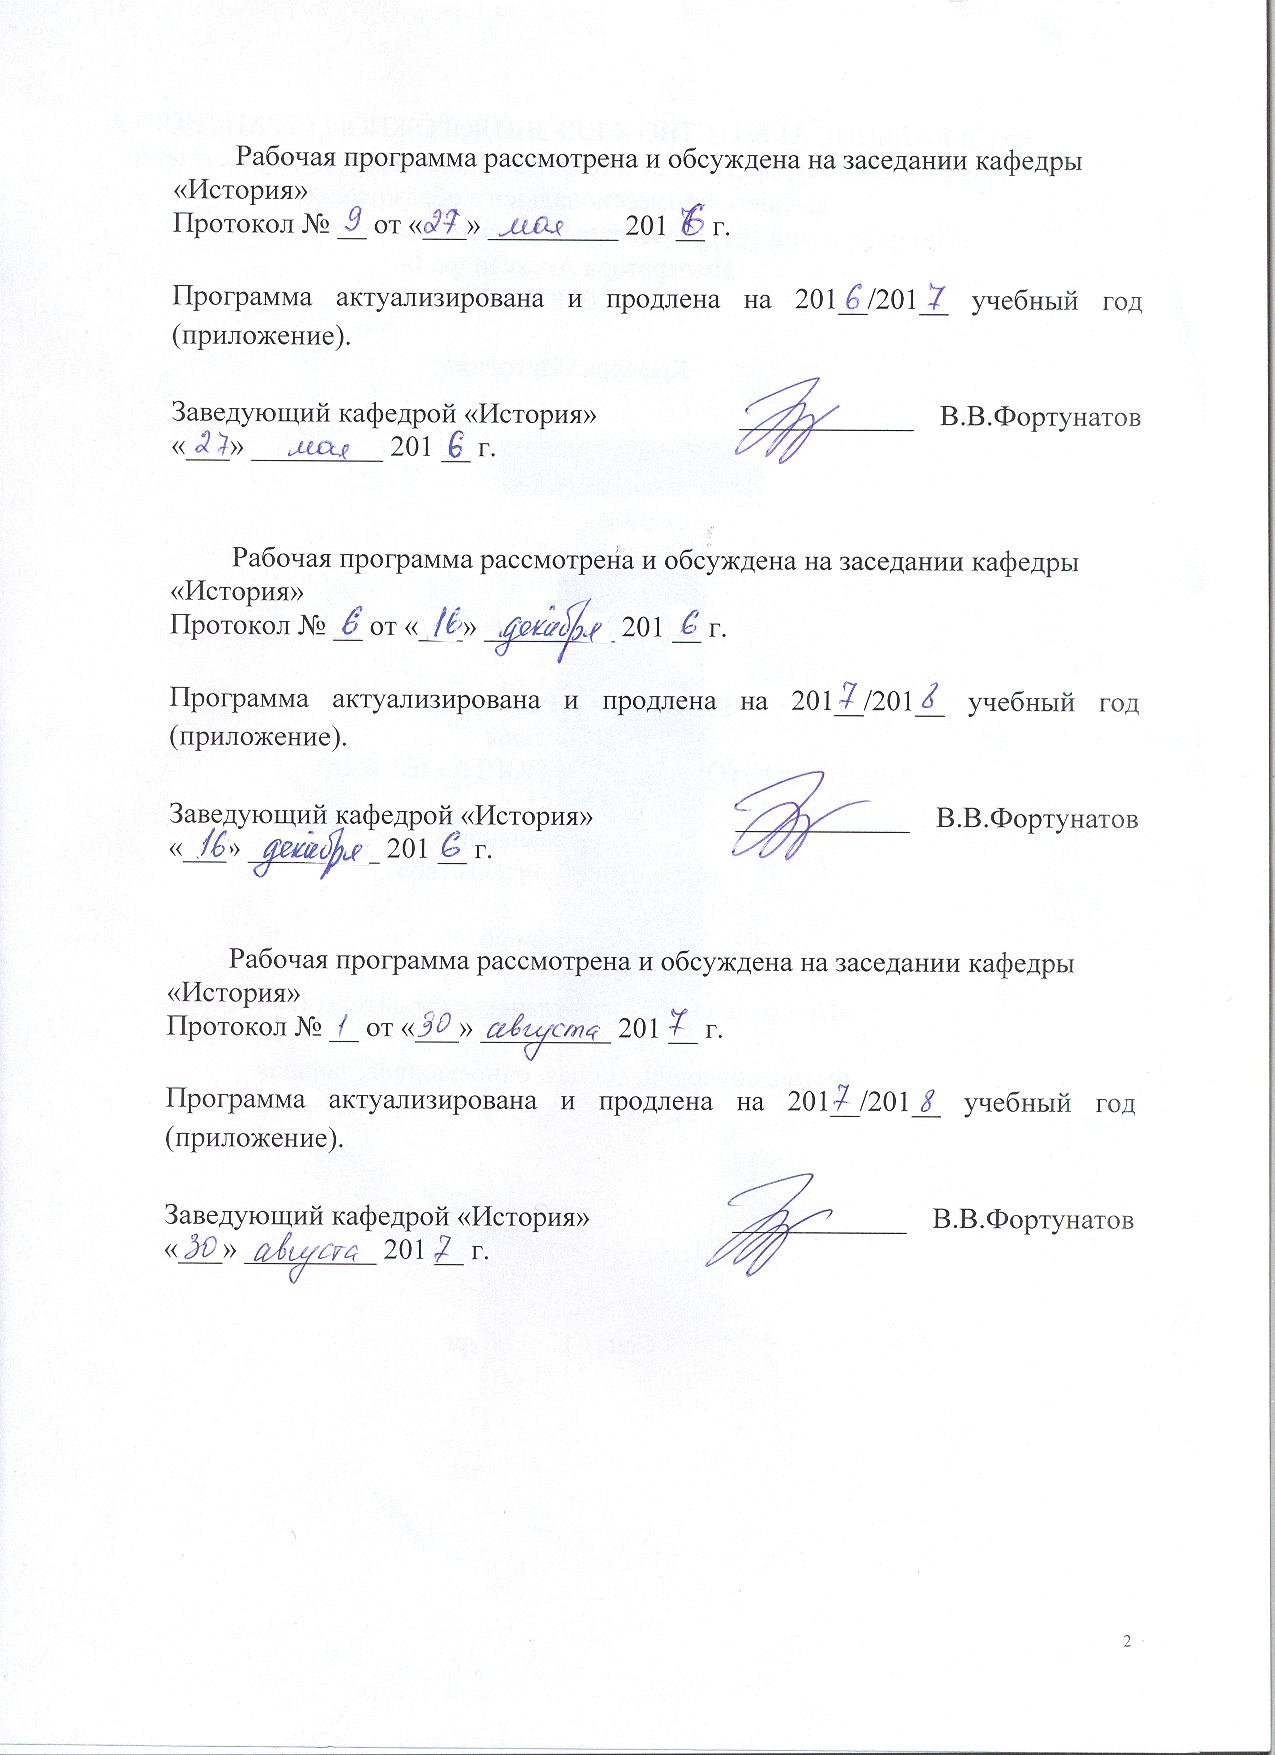 Рабочая программа рассмотрена и обсуждена на заседании кафедры
«История»
Протокол № 9 от «27» мая 2016 г.
Программа актуализирована и продлена на 2016/2017 учебный год
(приложение).
Заведующий кафедрой «История» В.В.Фортунатов
«27» мая 2016 г.
Рабочая программа рассмотрена и обсуждена на заседании кафедры
«История»
Протокол № 6 от «16» декабря 2016 г.
Программа актуализирована и продлена на 2017/2018 учебный год
(приложение).
Заведующий кафедрой «История» В.В.Фортунатов
«16» декабря 2016 г.
Рабочая программа рассмотрена и обсуждена на заседании кафедры
«История»
Протокол № 1 от «30» августа 2017 г.
Программа актуализирована и продлена на 2017/2018 учебный год
(приложение).
Заведующий кафедрой «История» В.В.Фортунатов
«30» августа 2017 г.
2